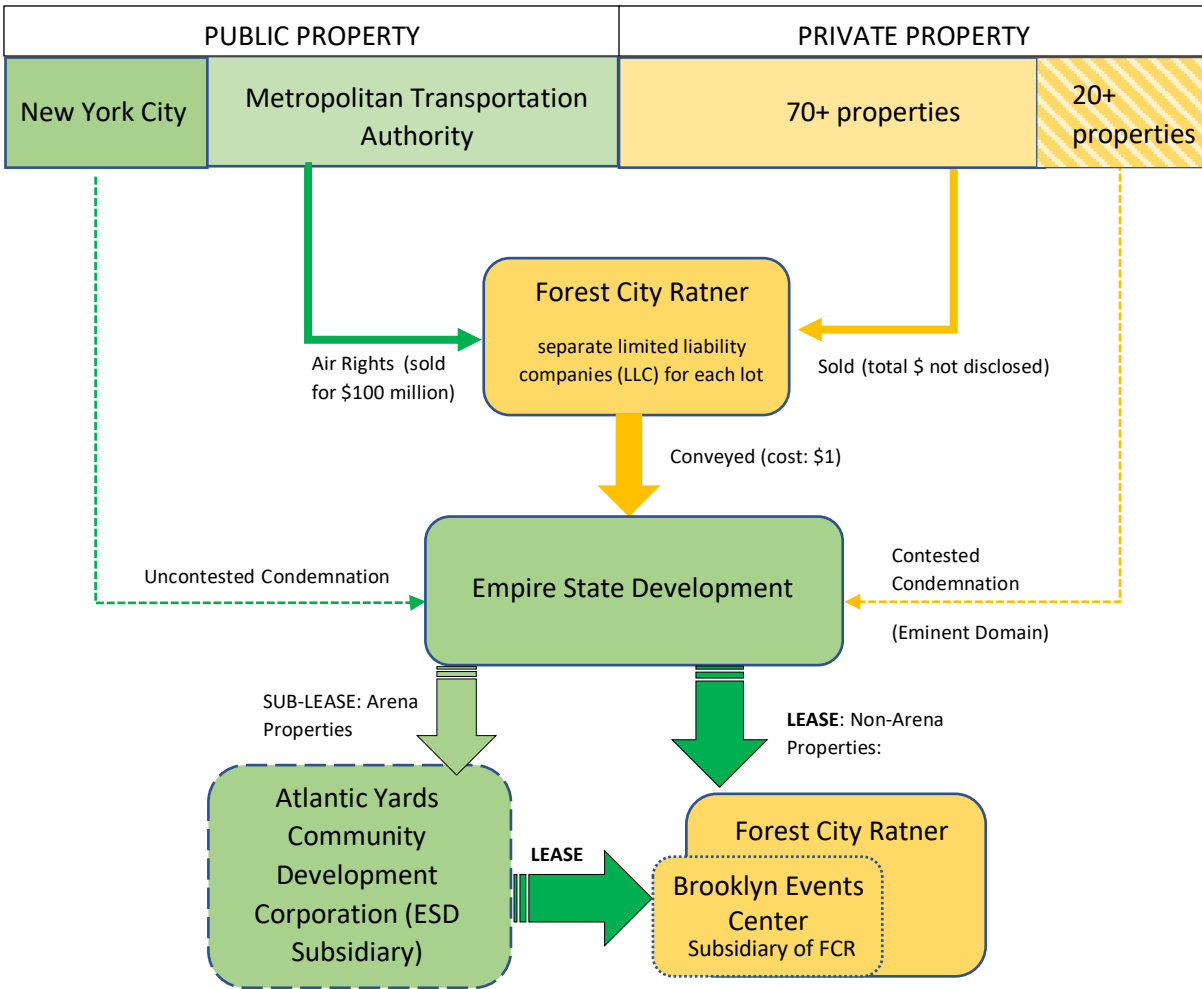 PUBLIC PROPERTY
PRIVATE PROPERTY
New York City
Metropolitan Transportation
Authority
70+ properties
20+
properties
Forest City Ratner
separate limited liability
companies (LLC) for each lot
Air Rights (sold
for $100 million)
Sold (total $ not disclosed)
Conveyed (cost: $1)
Uncontested Condemnation
Empire State Development
Contested
Condemnation
(Eminent Domain)
SUB-LEASE: Arena
Properties
LEASE: Non-Arena
Properties:
Atlantic Yards
Community
Development
Corporation (ESD
Subsidiary)
LEASE
Forest City Ratner
Brooklyn Events
Center
Subsidiary of FCR